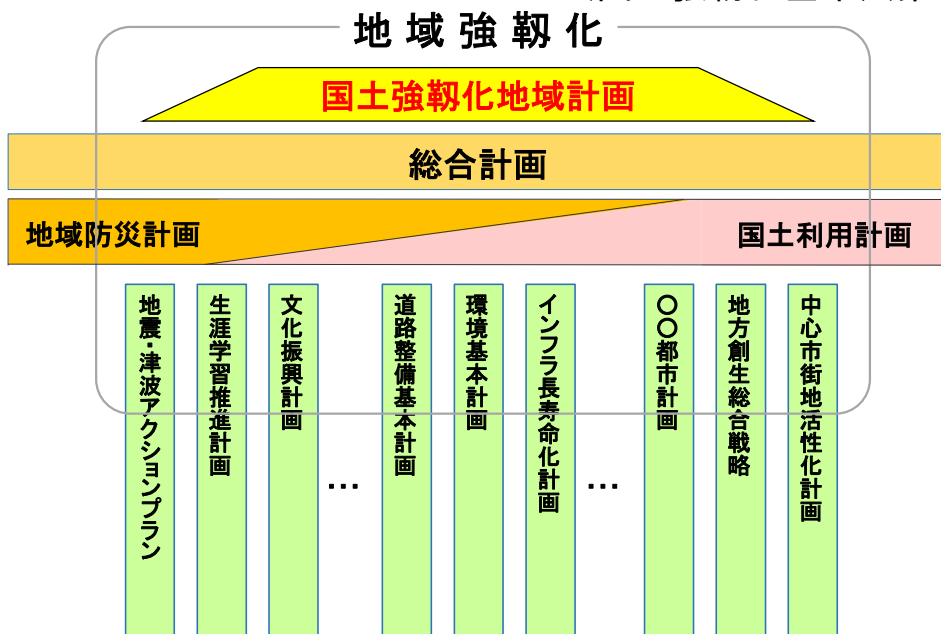 地域強靭化
国土強靭化地域計画
総合計画
地域防災計画
国土利用計画
地震・津波アクションプラン
生涯学習推進計画
文化振興計画
…
道路整備基本計画
環境基本計画
インフラ長寿命化計画
…
〇〇都市計画
地方創生総合戦略
中心市街地活性化計画